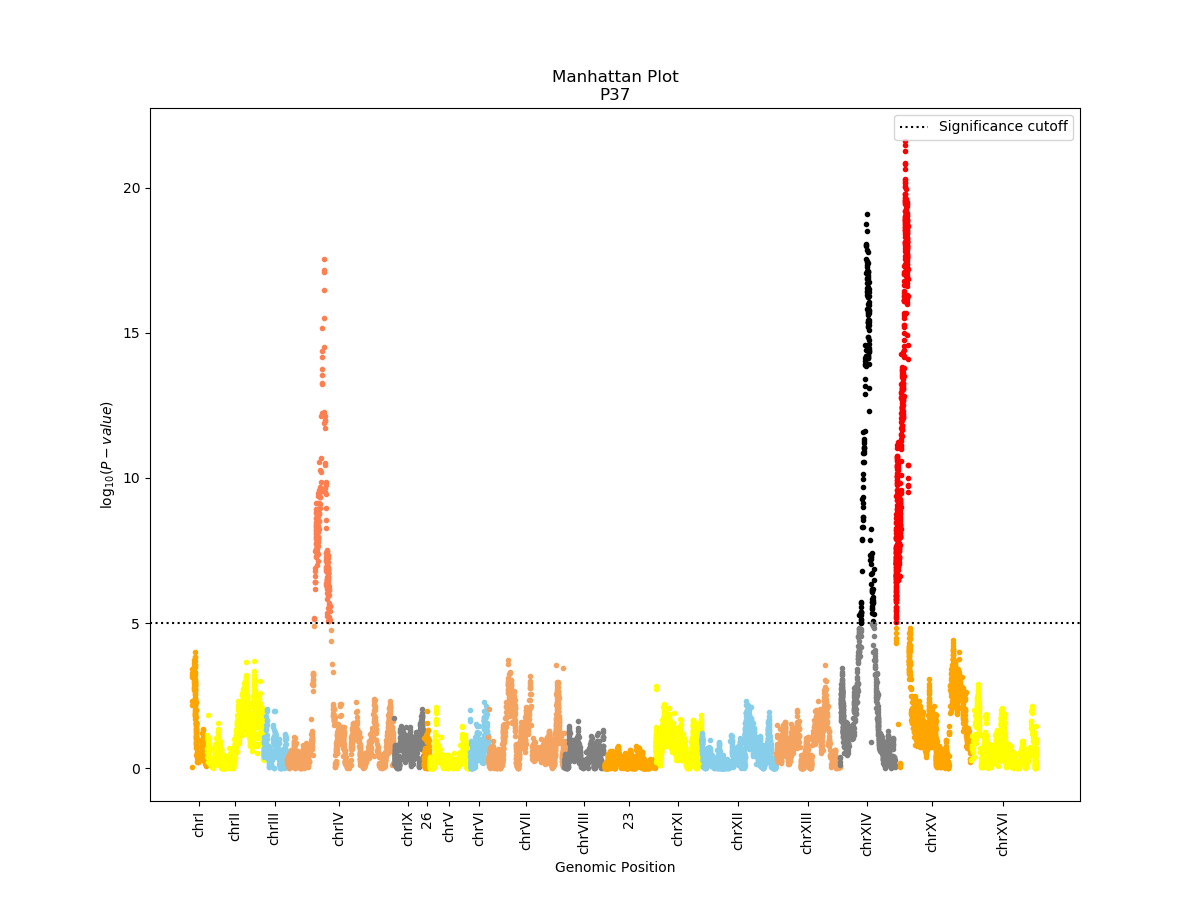 Manhattan Plot
P37
Significance cutoff
log10(P − value)
20
15
10
5
0
chrI
chrII
chrIII
chrIV
chrIX
26
chrV
chrVI
chrVII
chrVIII
23
chrXI
chrXII
chrXIII
chrXIV
chrXV
chrXVI
Genomic Position